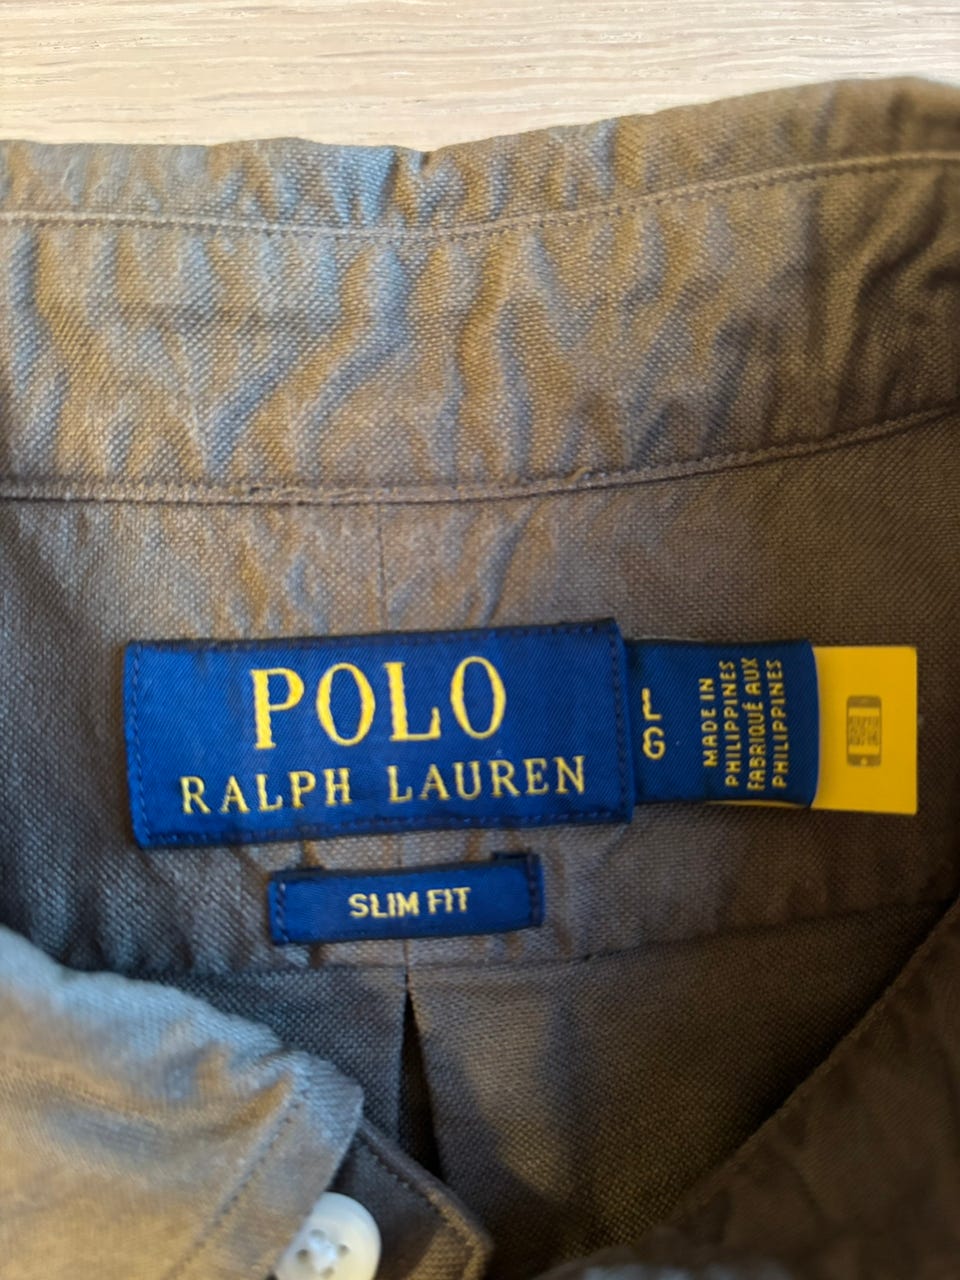 POLO
RALPH LAUREN
L
G
MADE IN
PHILIPPINES
FABRIQUÉ AUX
PHILIPPINES
SLIM FIT